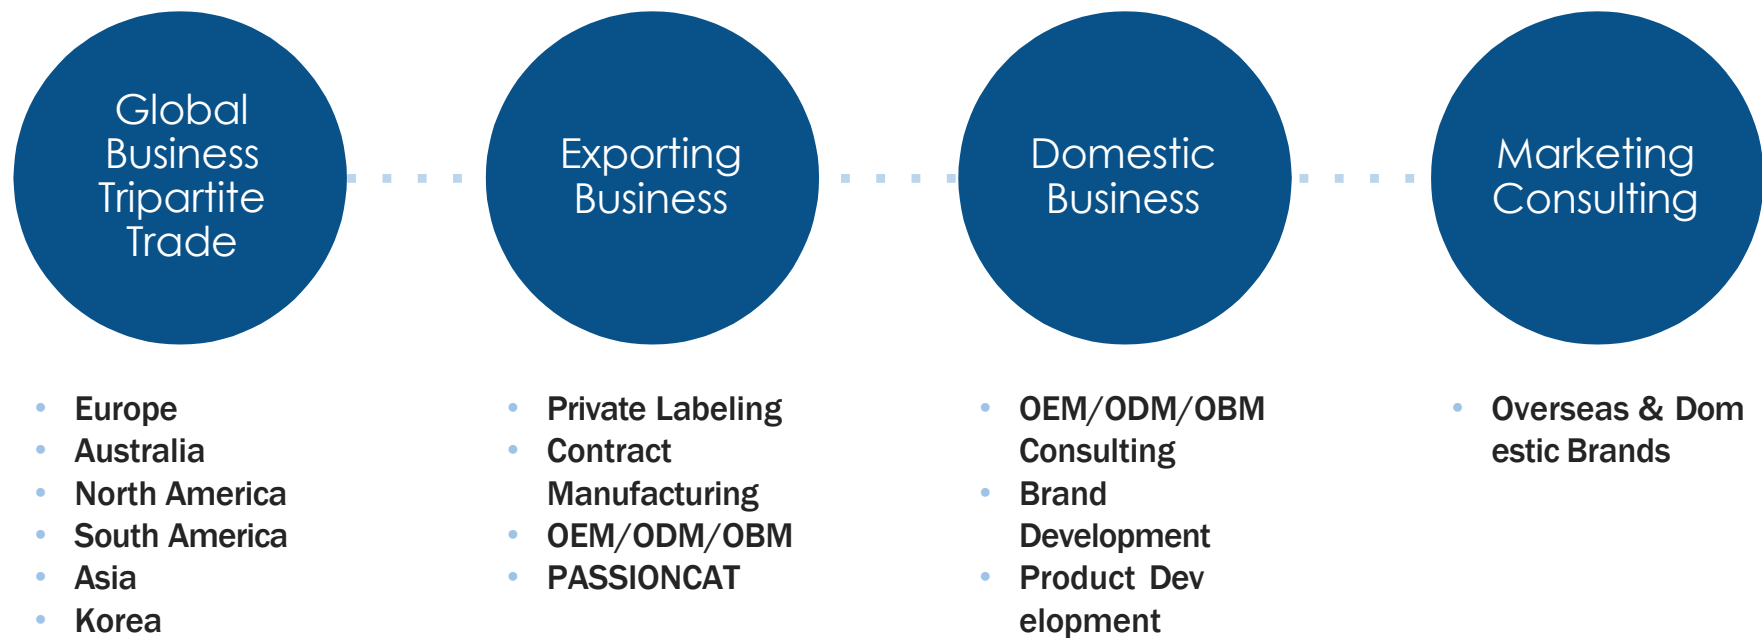 Global
Business
Tripartite
Trade
Exporting
Business
Domestic
Business
Marketing
Consulting
• Europe
• Australia
• North America
• South America
• Asia
• Korea
• Private Labeling
• Contract
Manufacturing
• OEM/ODM/OBM
• PASSIONCAT
• OEM/ODM/OBM
Consulting
• Brand
Development
• Product Dev
elopment
• Overseas & Dom
estic Brands